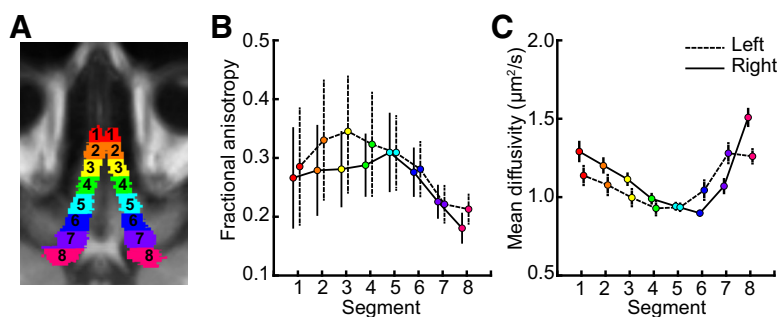 A
1 1
2 2
3 3
4 4
5 5
6 6
7 7
8 8
B
Fractional anisotropy
0.5
0.4
0.3
0.2
0.1
1 2 3 4 5 6 7 8
Segment
C
Mean diffusivity (μm²/s)
2.0
1.5
1.0
0.5
Left
Right
1 2 3 4 5 6 7 8
Segment